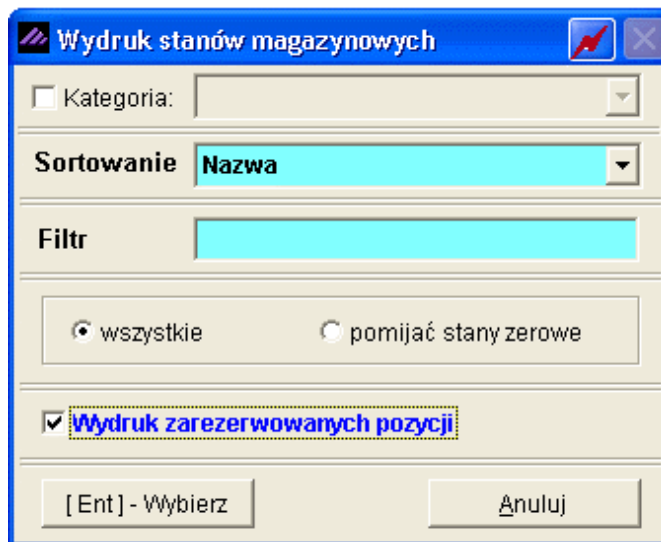 Wydruk stanów magazynowych
Kategoria:
Sortowanie Nazwa
Filtr
wszystkie pomijać stany zerowe
Wydruk zarezerwowanych pozycji
[ Ent ] - Wybierz Anuluj